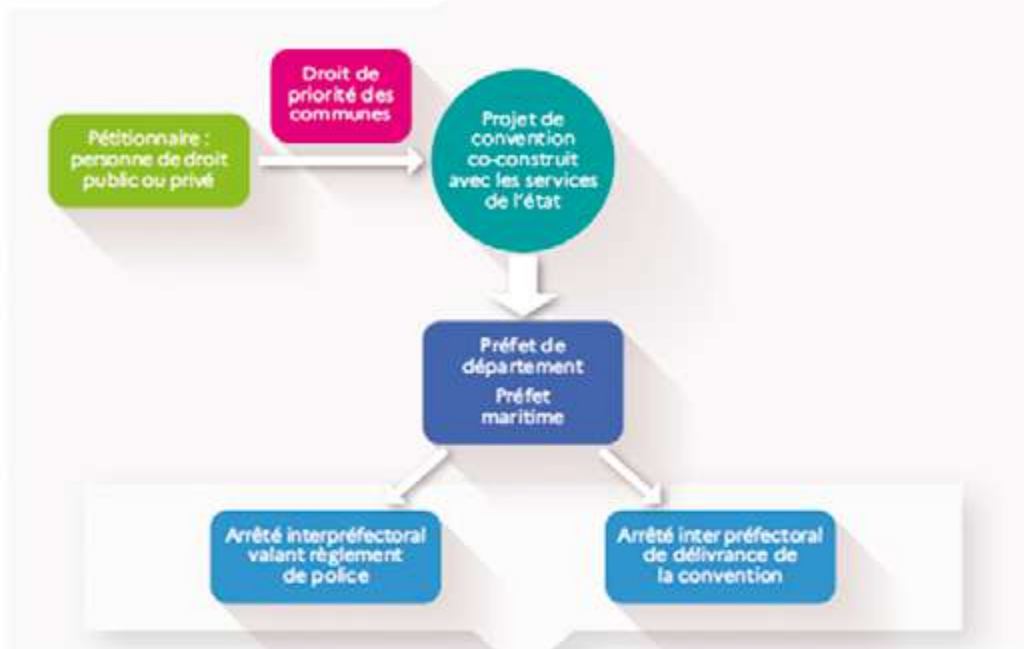 Droit de
priorité des
communes
Pétitionnaire :
personne de droit
public ou privé
Projet de
convention
co-construit
avec les services
de l'état
Préfet de
département
Préfet
maritime
Arrêté interpréfectoral
valant règlement
de police
Arrêté inter préfectoral
de délivrance de
la convention